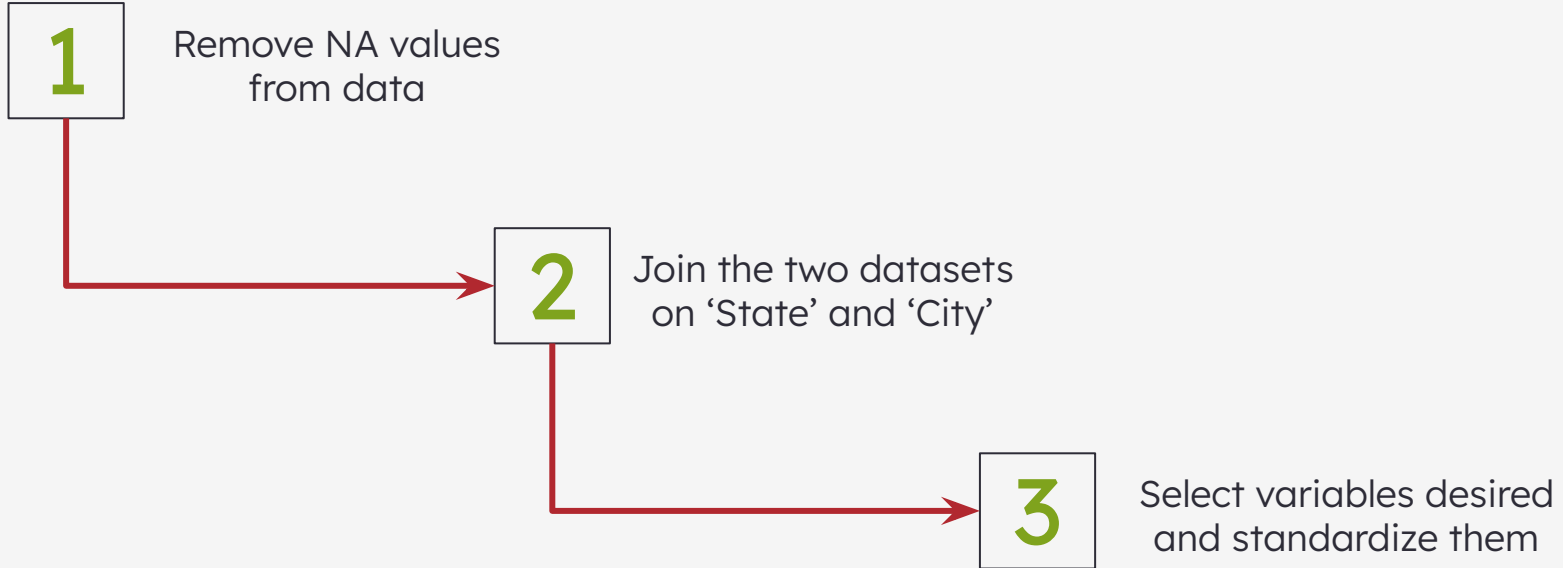 1
Remove NA values
from data
2
Join the two datasets
on ‘State’ and ‘City’
3
Select variables desired
and standardize them